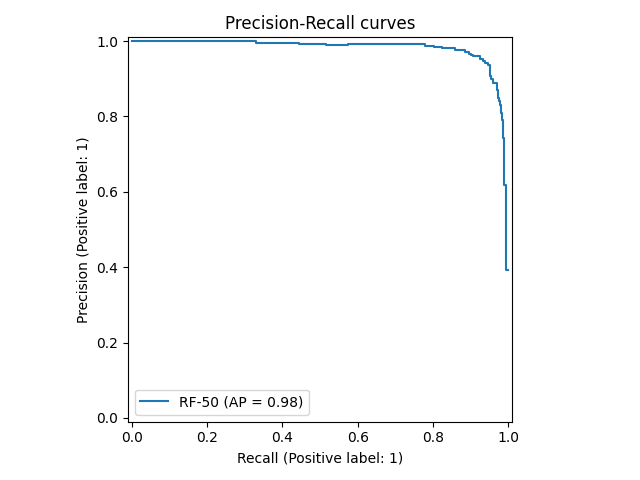 Precision-Recall curves
1.0
0.8
0.6
0.4
0.2
0.0
Precision (Positive label: 1)
RF-50 (AP = 0.98)
0.0 0.2 0.4 0.6 0.8 1.0
Recall (Positive label: 1)